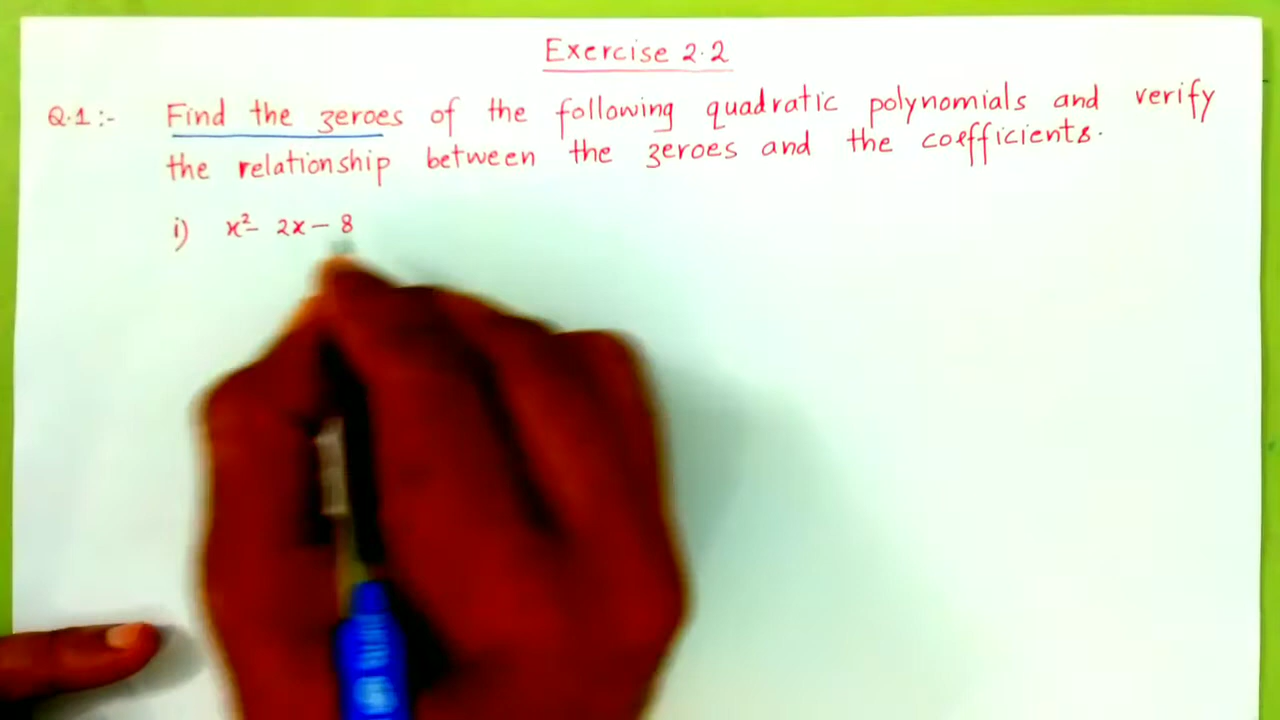 Exercise 2.2
Q.1:- Find the zeroes of the following quadratic polynomials and verify
the relationship between the zeroes and the coefficients.
i) x² - 2x - 8